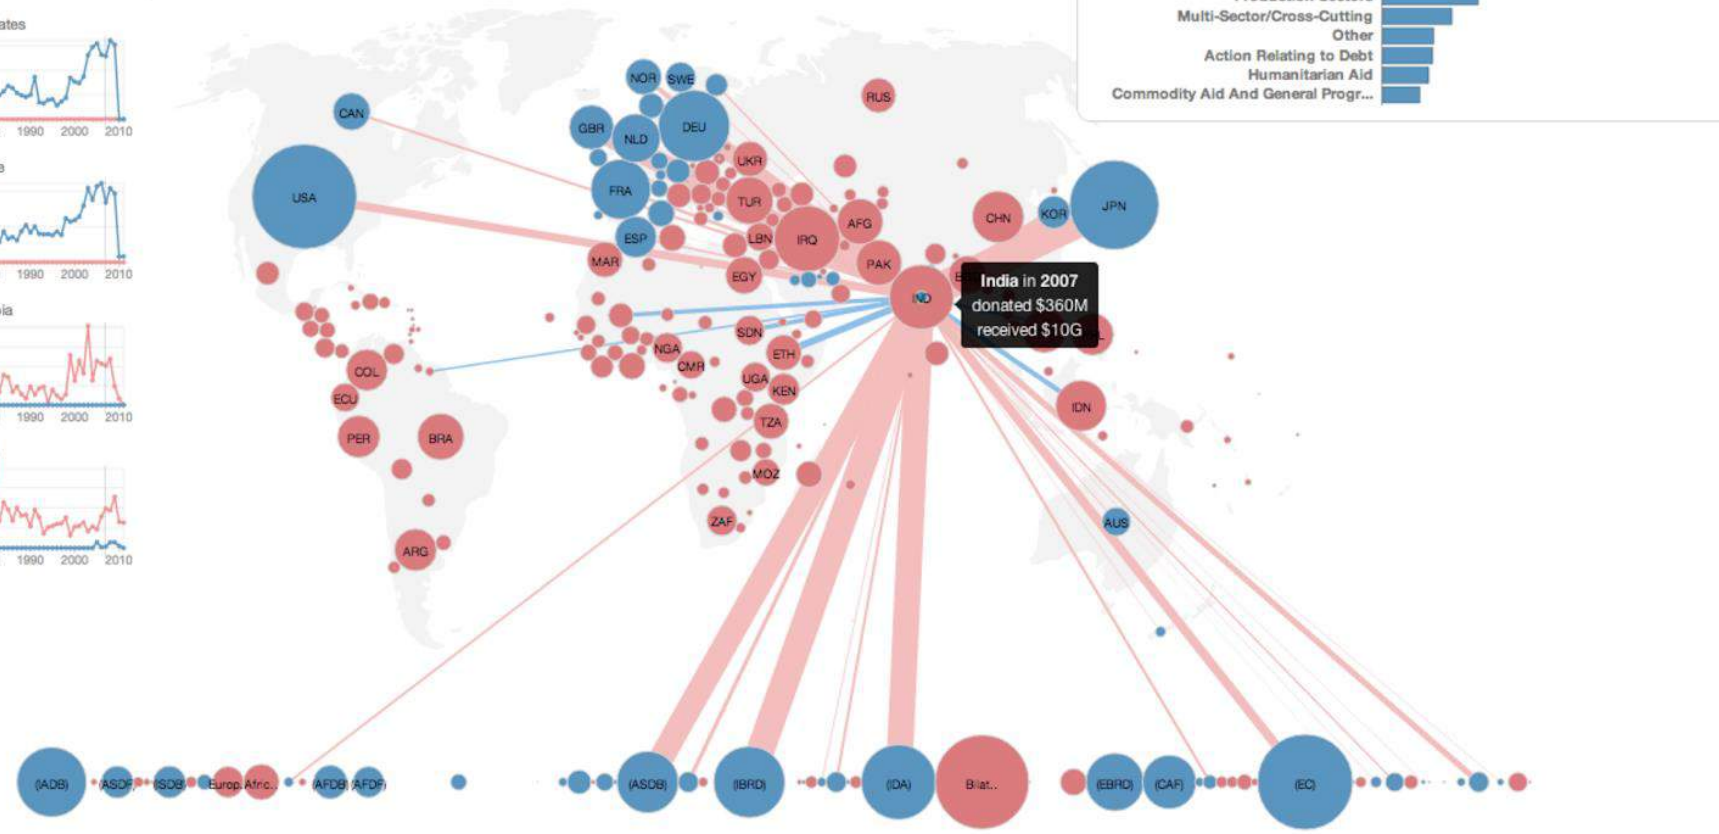 ates
1990 2000 2010
e
1990 2000 2010
ia
1990 2000 2010
1990 2000 2010
Multi-Sector/Cross-Cutting
Other
Action Relating to Debt
Humanitarian Aid
Commodity Aid And General Progr...
NOR
SWE
CAN
GBR
NLD
DEU
RUS
UKR
USA
FRA
TUR
CHN
KOR
JPN
AFG
ESP
LBN
IRQ
MAR
EGY
PAK
IND
India in 2007
donated $360M
received $10G
SDN
NGA
ETH
CMR
COL
UGA
KEN
ECU
IDN
TZA
PER
BRA
MOZ
ZAF
AUS
ARG
(IADB)
(ASDF)
(ISDB)
Europ.
Afric..
(AFDB)
(AFDF)
(ASDB)
(IBRD)
(IDA)
Bilat..
(EBRD)
(CAF)
(EC)